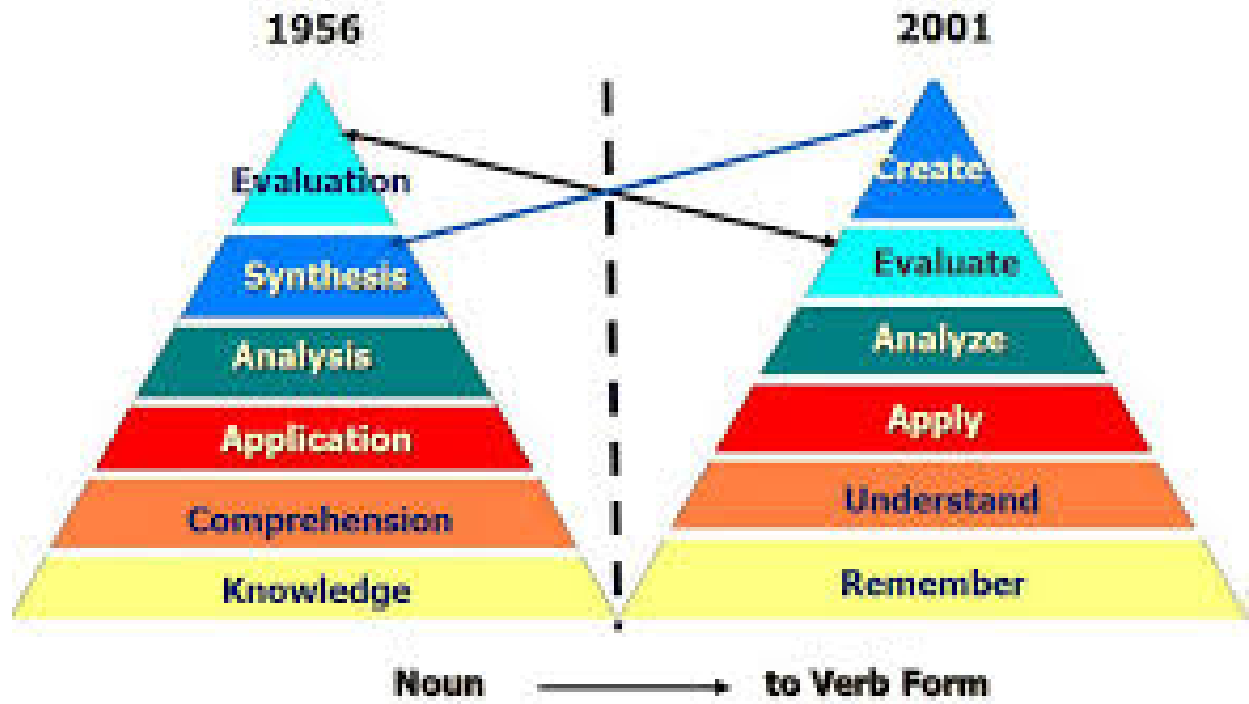 1956
Evaluation
Synthesis
Analysis
Application
Comprehension
Knowledge
2001
Create
Evaluate
Analyze
Apply
Understand
Remember
Noun to Verb Form